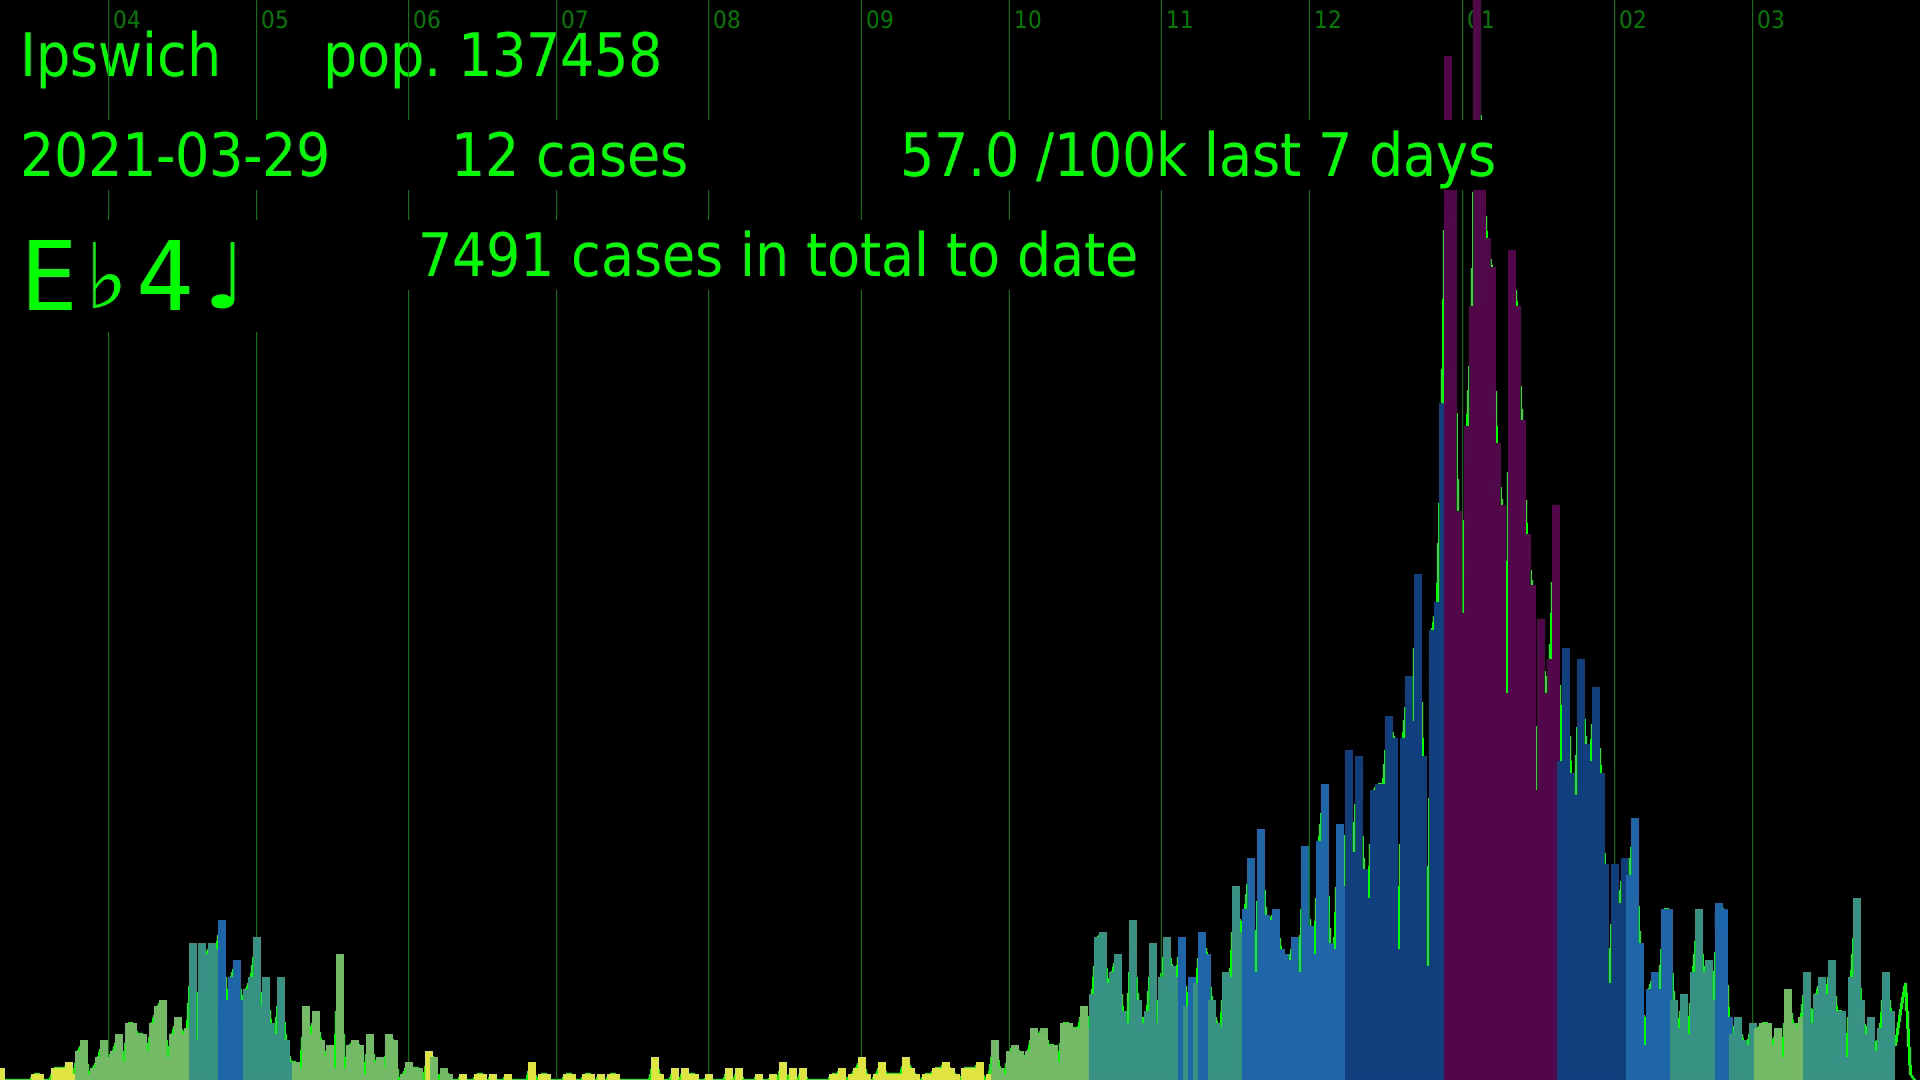 04 05 06 07 08 09 10 11 12 01 02 03
Ipswich pop. 137458
2021-03-29 12 cases 57.0 /100k last 7 days
E♭4♩ 7491 cases in total to date